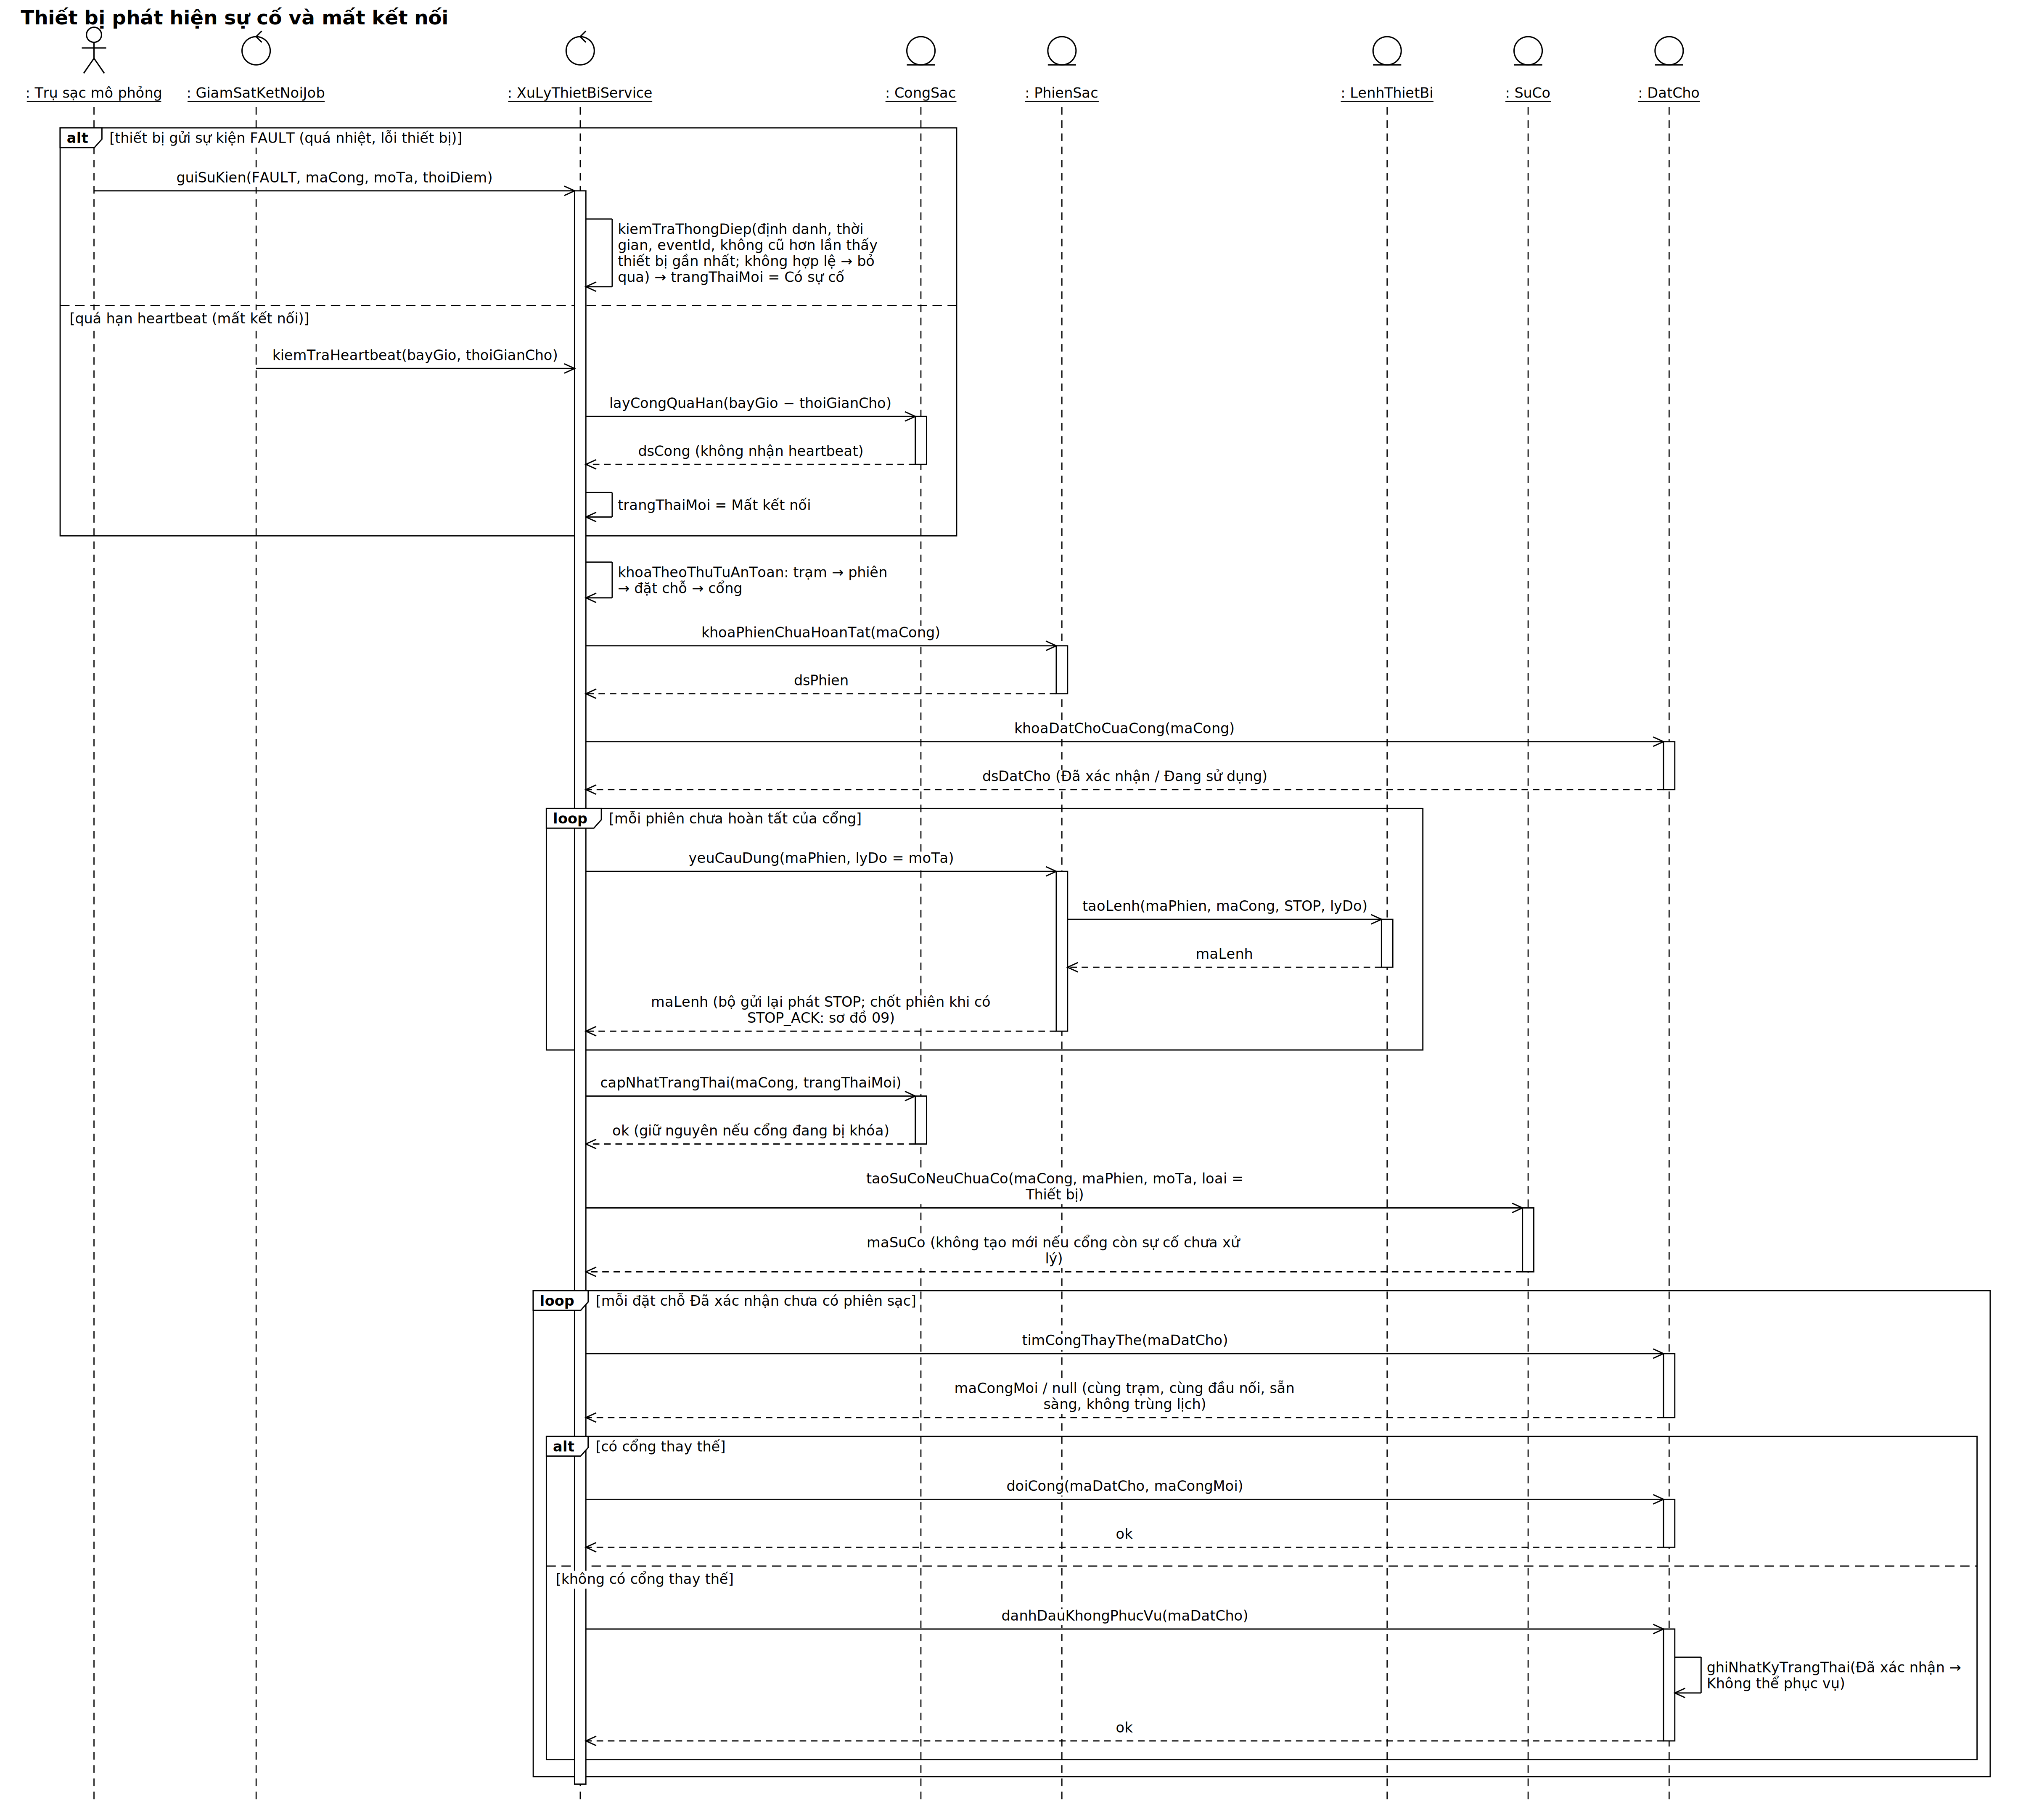 Thiết bị phát hiện sự cố và mất kết nối
: Trụ sạc mô phỏng
: GiamSatKetNoiJob
: XuLyThietBiService
: CongSac
: PhienSac
: LenhThietBi
: SuCo
: DatCho
alt [thiết bị gửi sự kiện FAULT (quá nhiệt, lỗi thiết bị)]
guiSuKien(FAULT, maCong, moTa, thoiDiem)
kiemTraThongDiep(định danh, thời
gian, eventId, không cũ hơn lần thấy
thiết bị gần nhất; không hợp lệ → bỏ
qua) → trangThaiMoi = Có sự cố
[quá hạn heartbeat (mất kết nối)]
kiemTraHeartbeat(bayGio, thoiGianCho)
layCongQuaHan(bayGio − thoiGianCho)
dsCong (không nhận heartbeat)
trangThaiMoi = Mất kết nối
khoaTheoThuTuAnToan: trạm → phiên
→ đặt chỗ → cổng
khoaPhienChuaHoanTat(maCong)
dsPhien
khoaDatChoCuaCong(maCong)
dsDatCho (Đã xác nhận / Đang sử dụng)
loop [mỗi phiên chưa hoàn tất của cổng]
yeuCauDung(maPhien, lyDo = moTa)
taoLenh(maPhien, maCong, STOP, lyDo)
maLenh
maLenh (bộ gửi lại phát STOP; chốt phiên khi có
STOP_ACK: sơ đồ 09)
capNhatTrangThai(maCong, trangThaiMoi)
ok (giữ nguyên nếu cổng đang bị khóa)
taoSuCoNeuChuaCo(maCong, maPhien, moTa, loai =
Thiết bị)
maSuCo (không tạo mới nếu cổng còn sự cố chưa xử
lý)
loop [mỗi đặt chỗ Đã xác nhận chưa có phiên sạc]
timCongThayThe(maDatCho)
maCongMoi / null (cùng trạm, cùng đầu nối, sẵn
sàng, không trùng lịch)
alt [có cổng thay thế]
doiCong(maDatCho, maCongMoi)
ok
[không có cổng thay thế]
danhDauKhongPhucVu(maDatCho)
ghiNhatKyTrangThai(Đã xác nhận →
Không thể phục vụ)
ok